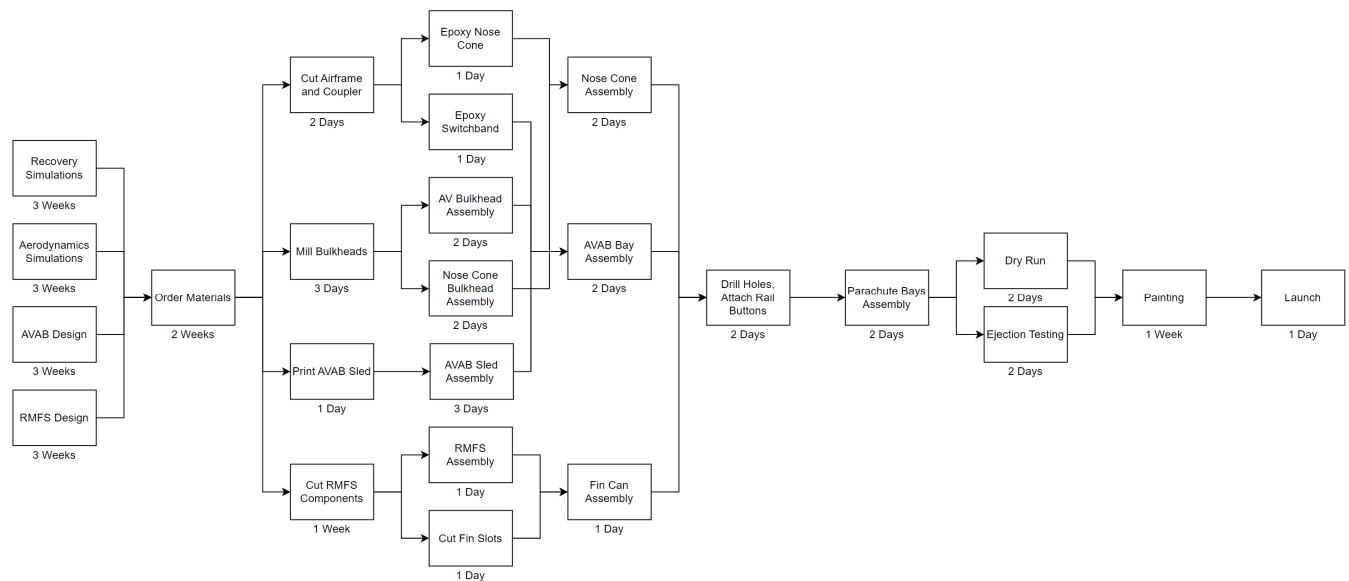 Recovery
Simulations
3 Weeks
Aerodynamics
Simulations
3 Weeks
AVAB Design
3 Weeks
RMFS Design
3 Weeks
Order Materials
2 Weeks
Cut Airframe
and Coupler
2 Days
Mill Bulkheads
3 Days
Print AVAB Sled
1 Day
Cut RMFS
Components
1 Week
Epoxy Nose
Cone
1 Day
Epoxy
Switchband
1 Day
AV Bulkhead
Assembly
2 Days
Nose Cone
Bulkhead
Assembly
2 Days
AVAB Sled
Assembly
3 Days
RMFS
Assembly
1 Day
Cut Fin Slots
1 Day
Nose Cone
Assembly
2 Days
AVAB Bay
Assembly
2 Days
Fin Can
Assembly
1 Day
Drill Holes,
Attach Rail
Buttons
2 Days
Parachute Bays
Assembly
2 Days
Dry Run
2 Days
Ejection Testing
2 Days
Painting
1 Week
Launch
1 Day